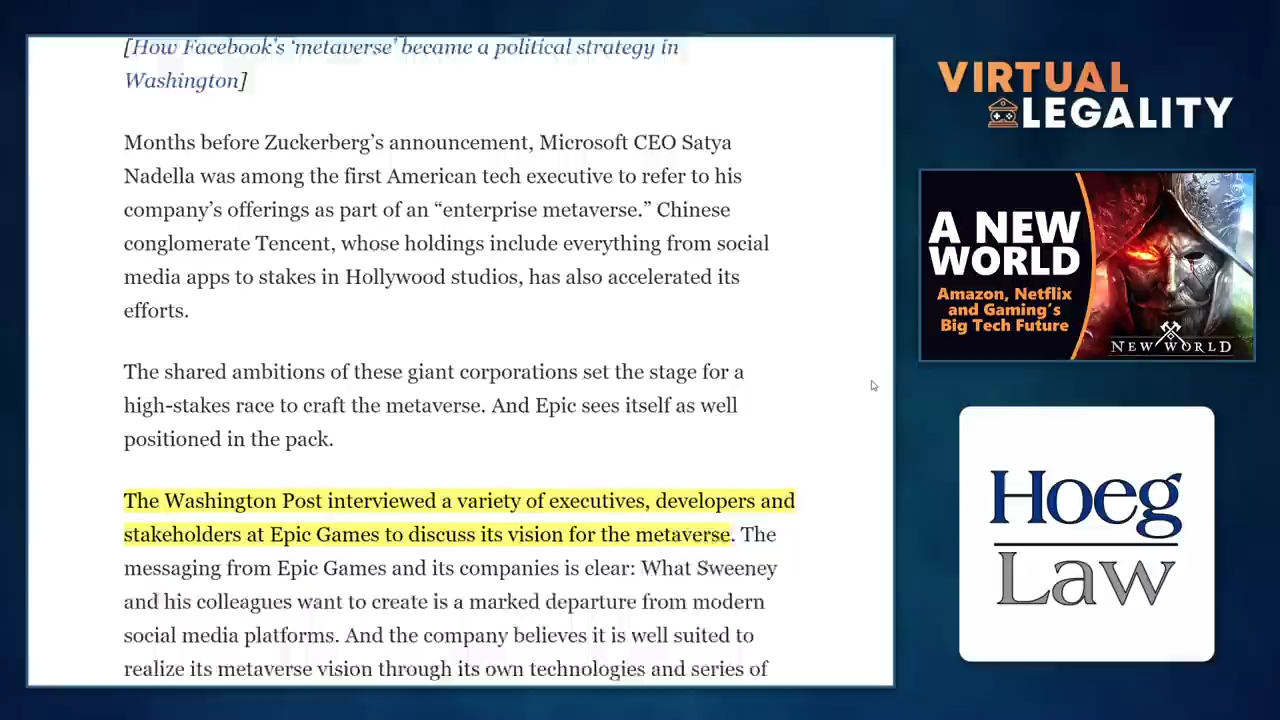 [How Facebook’s ‘metaverse’ became a political strategy in
Washington]
Months before Zuckerberg’s announcement, Microsoft CEO Satya
Nadella was among the first American tech executive to refer to his
company’s offerings as part of an “enterprise metaverse.” Chinese
conglomerate Tencent, whose holdings include everything from social
media apps to stakes in Hollywood studios, has also accelerated its
efforts.
The shared ambitions of these giant corporations set the stage for a
high-stakes race to craft the metaverse. And Epic sees itself as well
positioned in the pack.
The Washington Post interviewed a variety of executives, developers and
stakeholders at Epic Games to discuss its vision for the metaverse. The
messaging from Epic Games and its companies is clear: What Sweeney
and his colleagues want to create is a marked departure from modern
social media platforms. And the company believes it is well suited to
realize its metaverse vision through its own technologies and series of
VIRTUAL
LEGALITY
A NEW
WORLD
Amazon, Netflix
and Gaming’s
Big Tech Future
NEW WORLD
Hoeg
Law